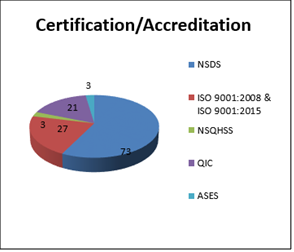 Certification/Accreditation
3
21
3
27
73
NSDS
ISO 9001:2008 &
ISO 9001:2015
NSQHSS
QIC
ASES